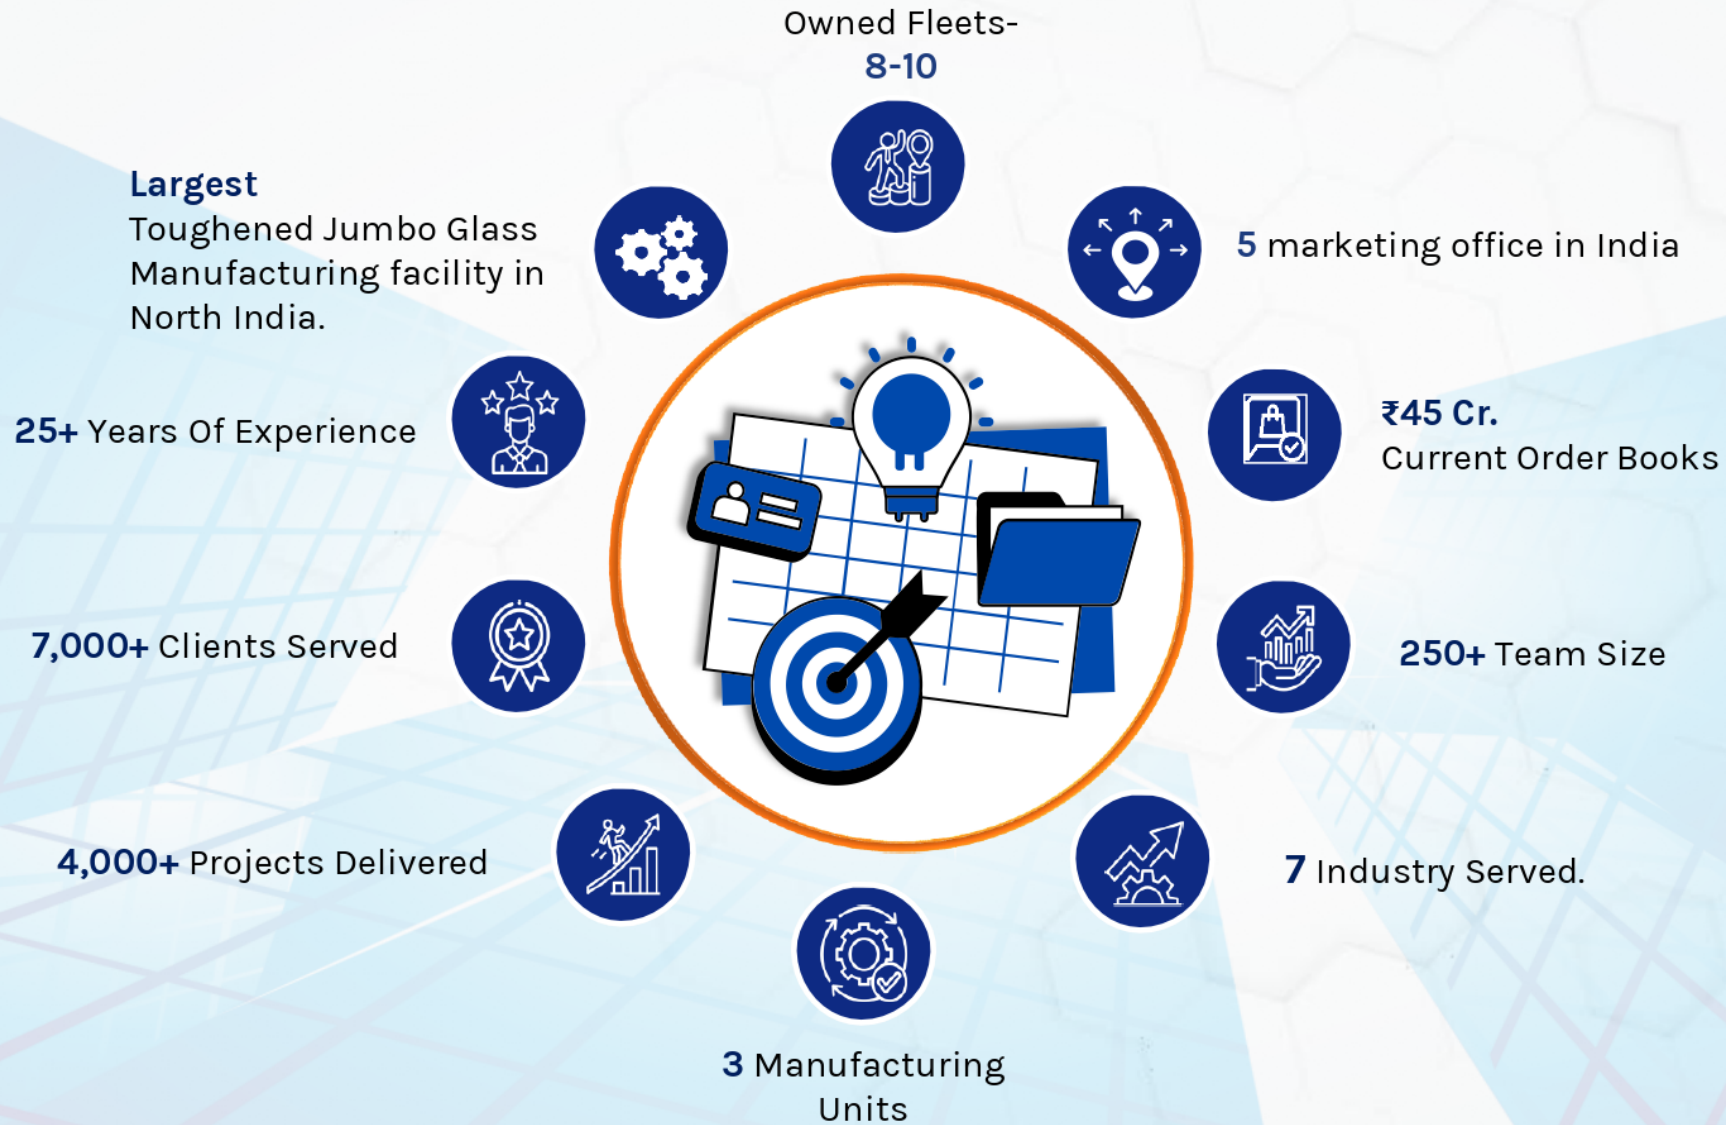 Owned Fleets-
8-10
Largest
Toughened Jumbo Glass
Manufacturing facility in
North India.
5 marketing office in India
25+ Years Of Experience
₹45 Cr.
Current Order Books
7,000+ Clients Served
250+ Team Size
4,000+ Projects Delivered
7 Industry Served.
3 Manufacturing
Units